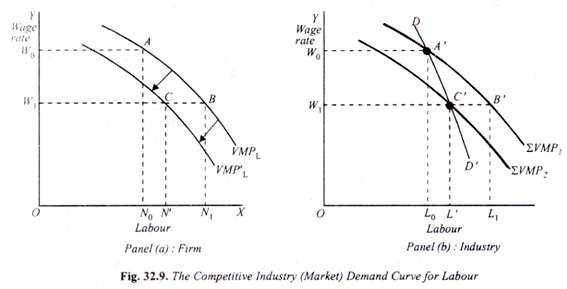 Y
Wage
rate
W0
W1
A
C
B
VMPL
VMP'L
O
N0 N' N1 X
Labour
Panel (a) : Firm
Y
Wage
rate
W0
W1
D
A'
C'
B'
D'
ΣVMP1
ΣVMP2
O
L0 L' L1
Labour
Panel (b) : Industry
Fig. 32.9. The Competitive Industry (Market) Demand Curve for Labour